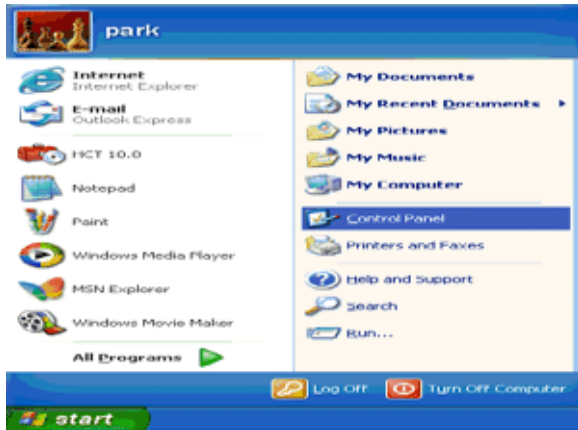 park
Internet
Internet Explorer
E-mail
Outlook Express
HCT 10.0
Notepad
Paint
Windows Media Player
MSN Explorer
Windows Movie Maker
All Programs
My Documents
My Recent Documents
My Pictures
My Music
My Computer
Control Panel
Printers and Faxes
Help and Support
Search
Run...
Log Off
Turn Off Computer
start